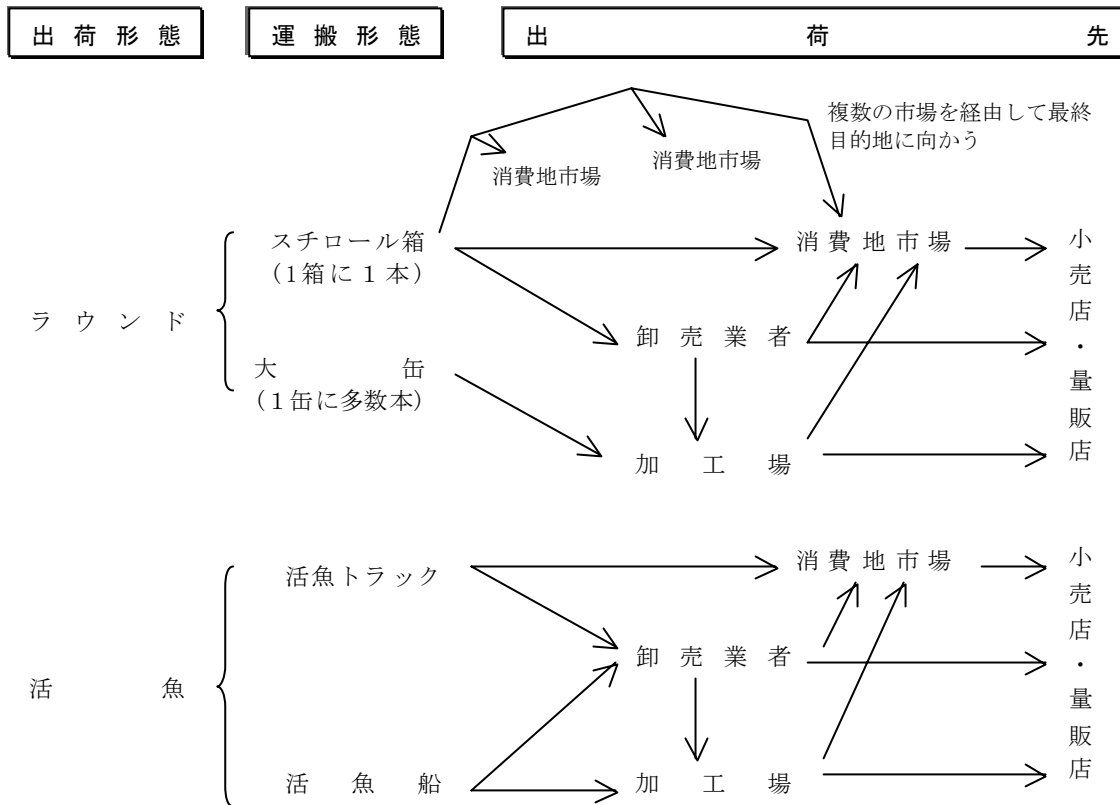 出荷形態 運搬形態 出荷先
複数の市場を経由して最終
目的地に向かう
消費地市場
消費地市場
スチロール箱
(1箱に1本)
消費地市場
ラウンド
卸売業者
大缶
(1缶に多数本)
加工場
小売店・量販店
活魚トラック
消費地市場
卸売業者
活魚
活魚船
加工場
小売店・量販店